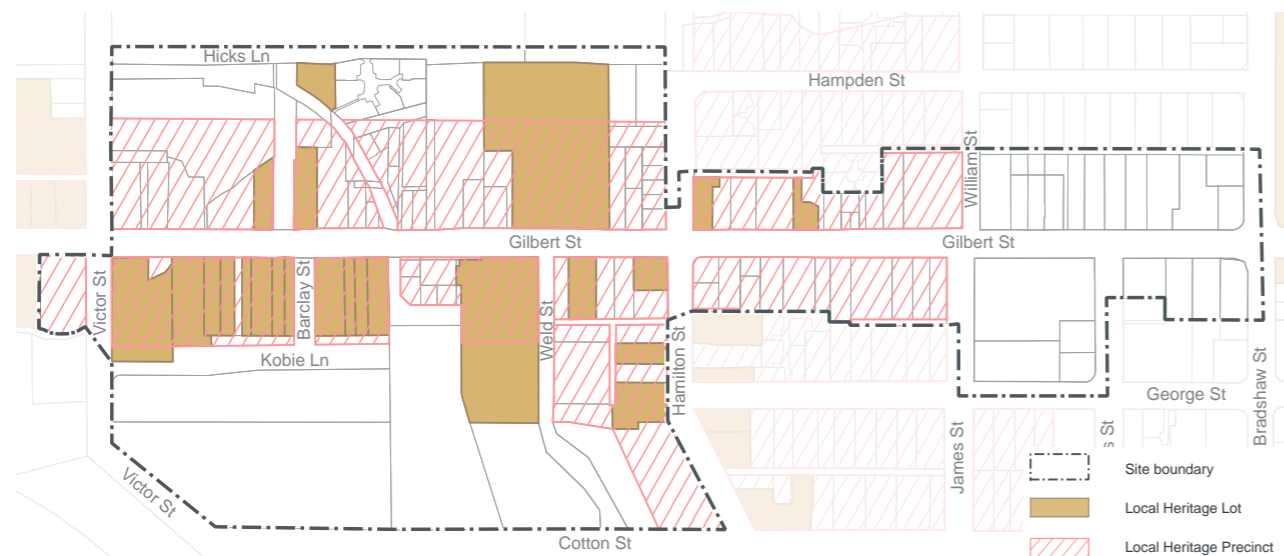 Hicks Ln
Hampden St
William St
Gilbert St
Gilbert St
Victor St
Barclay St
Weld St
Hamilton St
Kobie Ln
George St
Bradshaw St
James St
s St
Victor St
Cotton St
Site boundary
Local Heritage Lot
Local Heritage Precinct